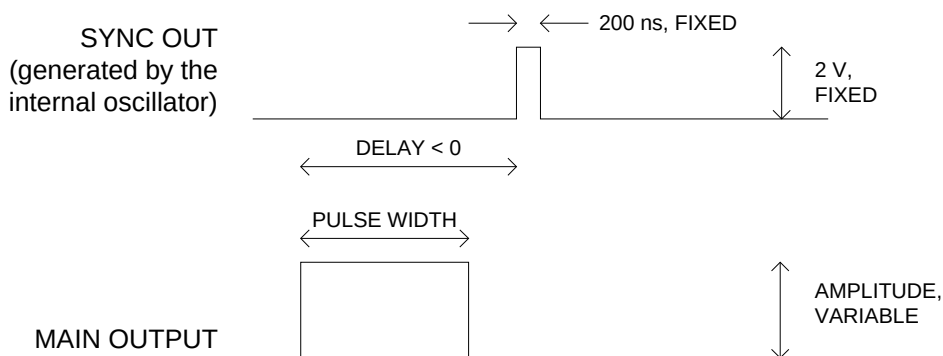 SYNC OUT
(generated by the
internal oscillator)
200 ns, FIXED
2 V,
FIXED
DELAY < 0
PULSE WIDTH
MAIN OUTPUT
AMPLITUDE,
VARIABLE